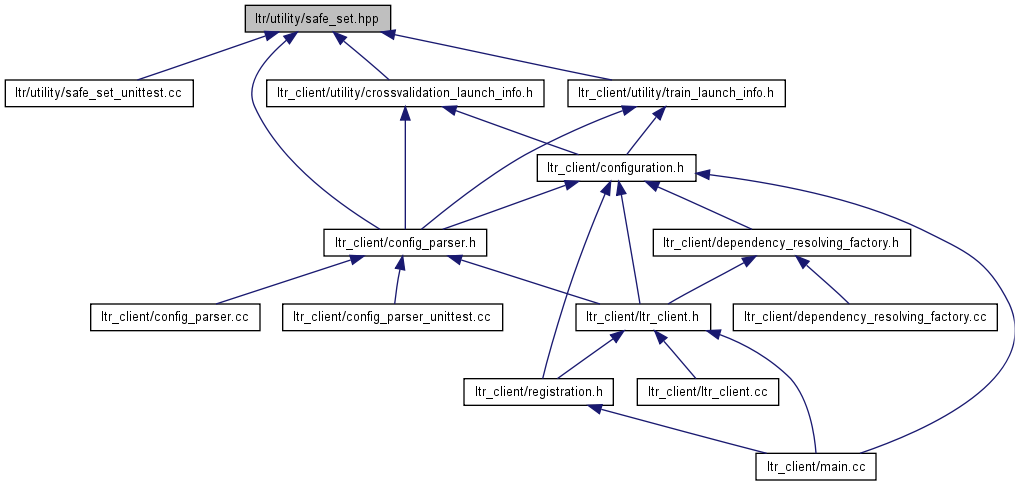 ltr/utility/safe_set.hpp
ltr/utility/safe_set_unittest.cc
ltr_client/utility/crossvalidation_launch_info.h
ltr_client/utility/train_launch_info.h
ltr_client/configuration.h
ltr_client/config_parser.h
ltr_client/dependency_resolving_factory.h
ltr_client/config_parser.cc
ltr_client/config_parser_unittest.cc
ltr_client/ltr_client.h
ltr_client/dependency_resolving_factory.cc
ltr_client/registration.h
ltr_client/ltr_client.cc
ltr_client/main.cc